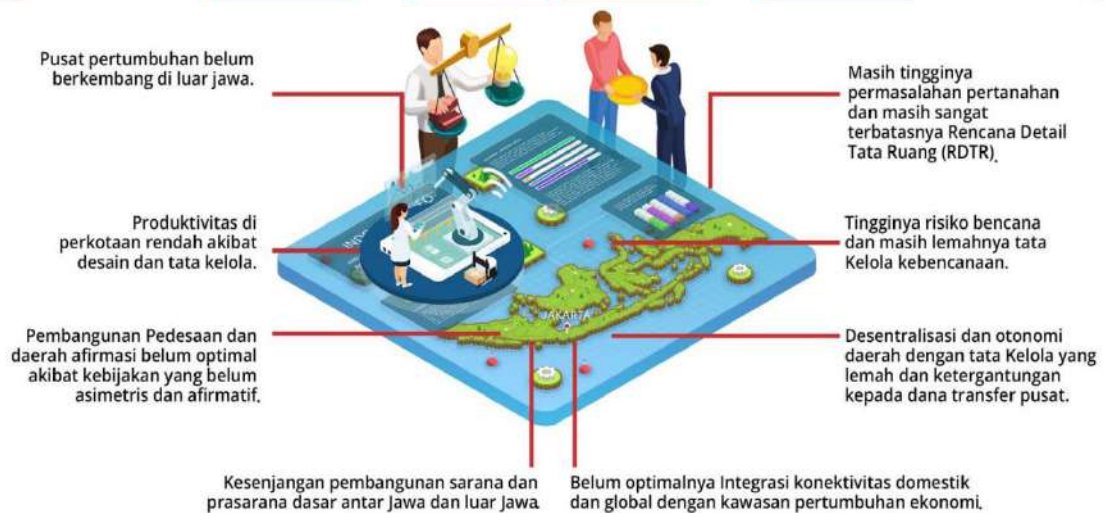 Pusat pertumbuhan belum
berkembang di luar jawa.
Produktivitas di
perkotaan rendah akibat
desain dan tata kelola.
Pembangunan Pedesaan dan
daerah afirmasi belum optimal
akibat kebijakan yang belum
asimetris dan afirmatif.
Kesenjangan pembangunan sarana dan
prasarana dasar antar Jawa dan luar Jawa.
Belum optimalnya Integrasi konektivitas domestik
dan global dengan kawasan pertumbuhan ekonomi.
Masih tingginya
permasalahan pertanahan
dan masih sangat
terbatasnya Rencana Detail
Tata Ruang (RDTR).
Tingginya risiko bencana
dan masih lemahnya tata
Kelola kebencanaan.
Desentralisasi dan otonomi
daerah dengan tata Kelola yang
lemah dan ketergantungan
kepada dana transfer pusat.
JAKARTA